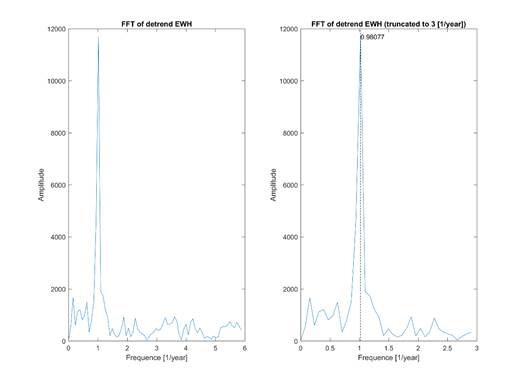 FFT of detrend EWH
12000
10000
8000
6000
4000
2000
0
Amplitude
0 1 2 3 4 5 6
Frequence [1/year]
FFT of detrend EWH (truncated to 3 [1/year])
0.98077
12000
10000
8000
6000
4000
2000
0
Amplitude
0 0.5 1 1.5 2 2.5 3
Frequence [1/year]